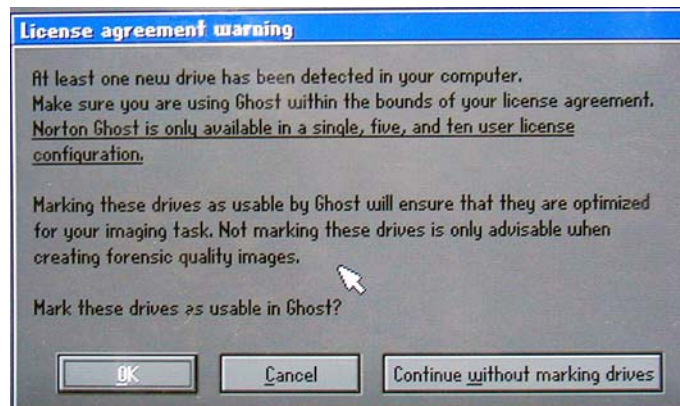 License agreement warning
At least one new drive has been detected in your computer.
Make sure you are using Ghost within the bounds of your license agreement.
Norton Ghost is only available in a single, five, and ten user license
configuration.
Marking these drives as usable by Ghost will ensure that they are optimized
for your imaging task. Not marking these drives is only advisable when
creating forensic quality images.
Mark these drives as usable in Ghost?
OK Cancel Continue without marking drives